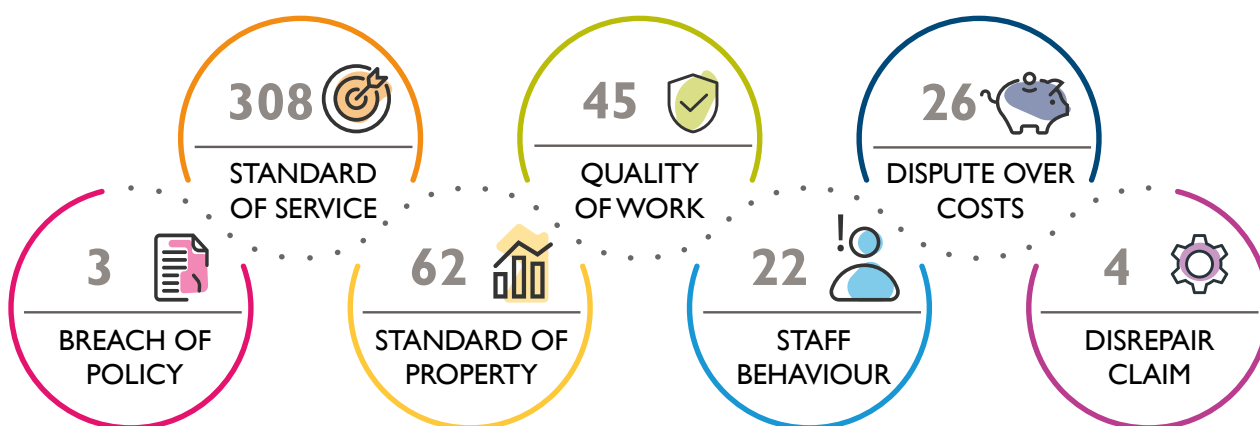 308
STANDARD
OF SERVICE
45
QUALITY
OF WORK
26
DISPUTE OVER
COSTS
3
BREACH OF
POLICY
62
STANDARD OF
PROPERTY
!
22
STAFF
BEHAVIOUR
4
DISREPAIR
CLAIM